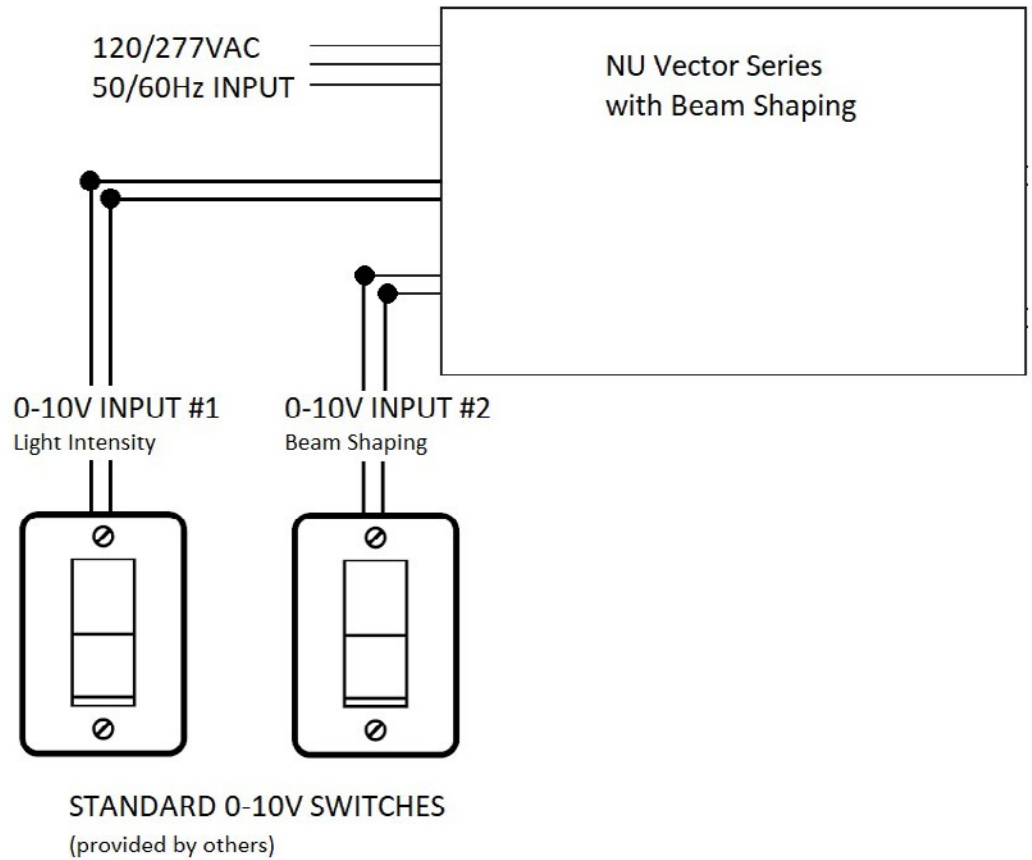 120/277VAC
50/60Hz INPUT
NU Vector Series
with Beam Shaping
0-10V INPUT #1
Light Intensity
0-10V INPUT #2
Beam Shaping
STANDARD 0-10V SWITCHES
(provided by others)